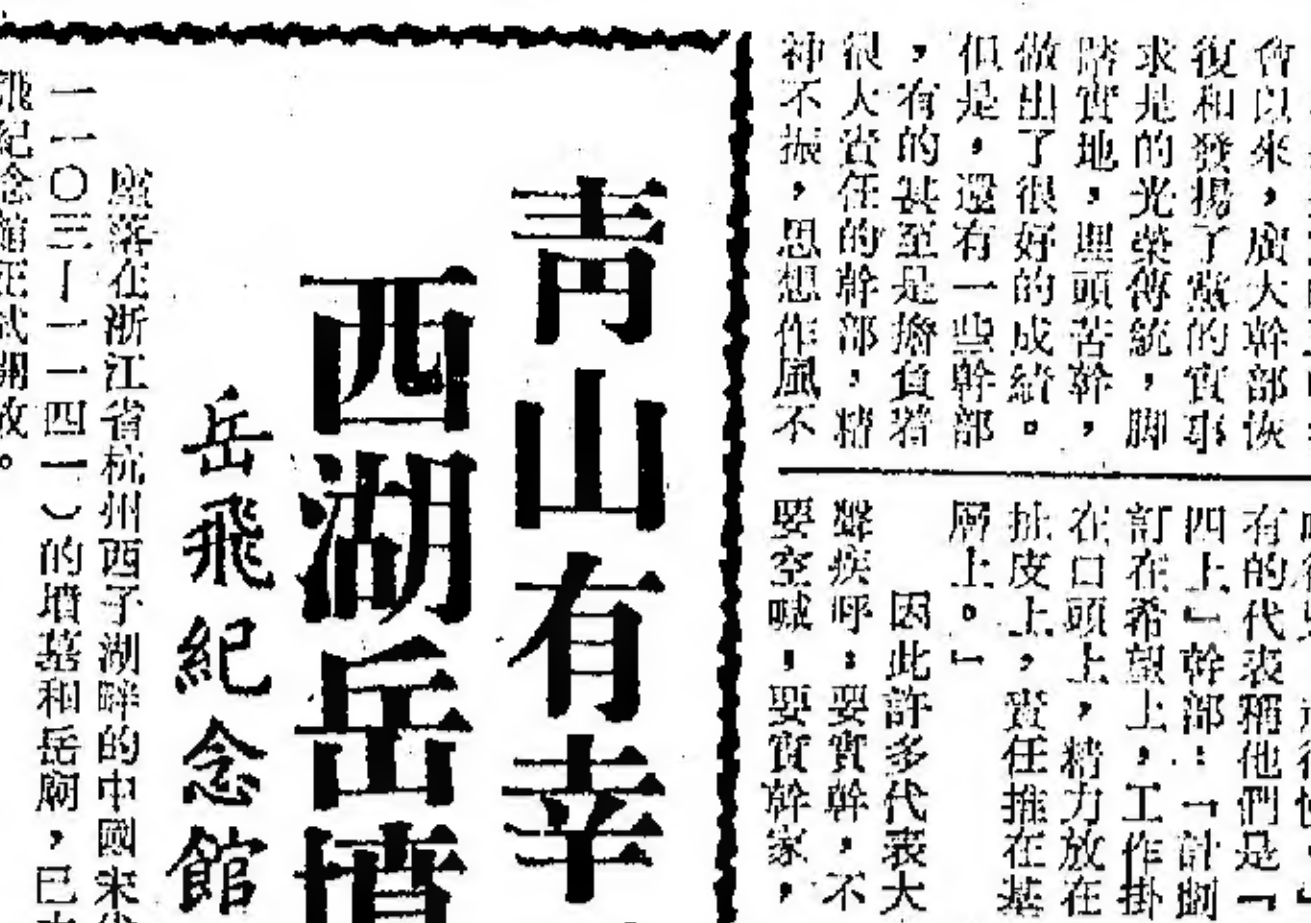 會以來，廣大幹部恢
復和發揚了黨的實事
求是的光榮傳統，脚
踏實地，埋頭苦幹，
做出了很好的成績。
但是，還有一些幹部
，有的甚至是擔負着
很大責任的幹部，精
神不振，思想作風不
有的代表稱他們是「
四上」幹部：「計劃
訂在希望上，工作掛
在口頭上，精力放在
扯皮上，責任推在基
層上。」
因此許多代表大
聲疾呼：要實幹，不
要空喊！要實幹家，
青山有幸
西湖岳墳
岳飛紀念館
座落在浙江省杭州西子湖畔的中國宋代
一一〇三—一一四一）的墳墓和岳廟，已
飛紀念館正式開放。